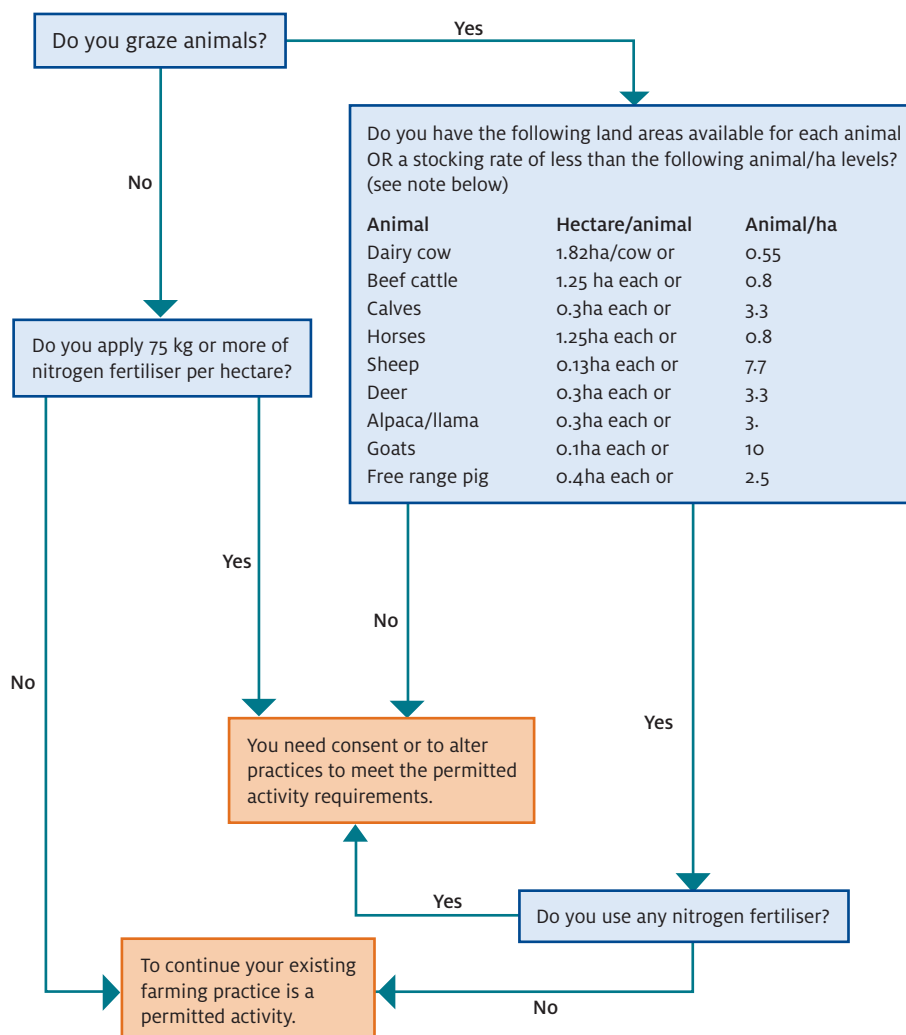 Do you graze animals?
Yes
Do you have the following land areas available for each animal
OR a stocking rate of less than the following animal/ha levels?
(see note below)
Animal Hectare/animal Animal/ha
Dairy cow 1.82ha/cow or 0.55
Beef cattle 1.25 ha each or 0.8
Calves 0.3ha each or 3.3
Horses 1.25ha each or 0.8
Sheep 0.13ha each or 7.7
Deer 0.3ha each or 3.3
Alpaca/llama 0.3ha each or 3.
Goats 0.1ha each or 10
Free range pig 0.4ha each or 2.5
No
Do you apply 75 kg or more of
nitrogen fertiliser per hectare?
Yes
No
No
Yes
You need consent or to alter
practices to meet the permitted
activity requirements.
Yes
Do you use any nitrogen fertiliser?
No
To continue your existing
farming practice is a
permitted activity.